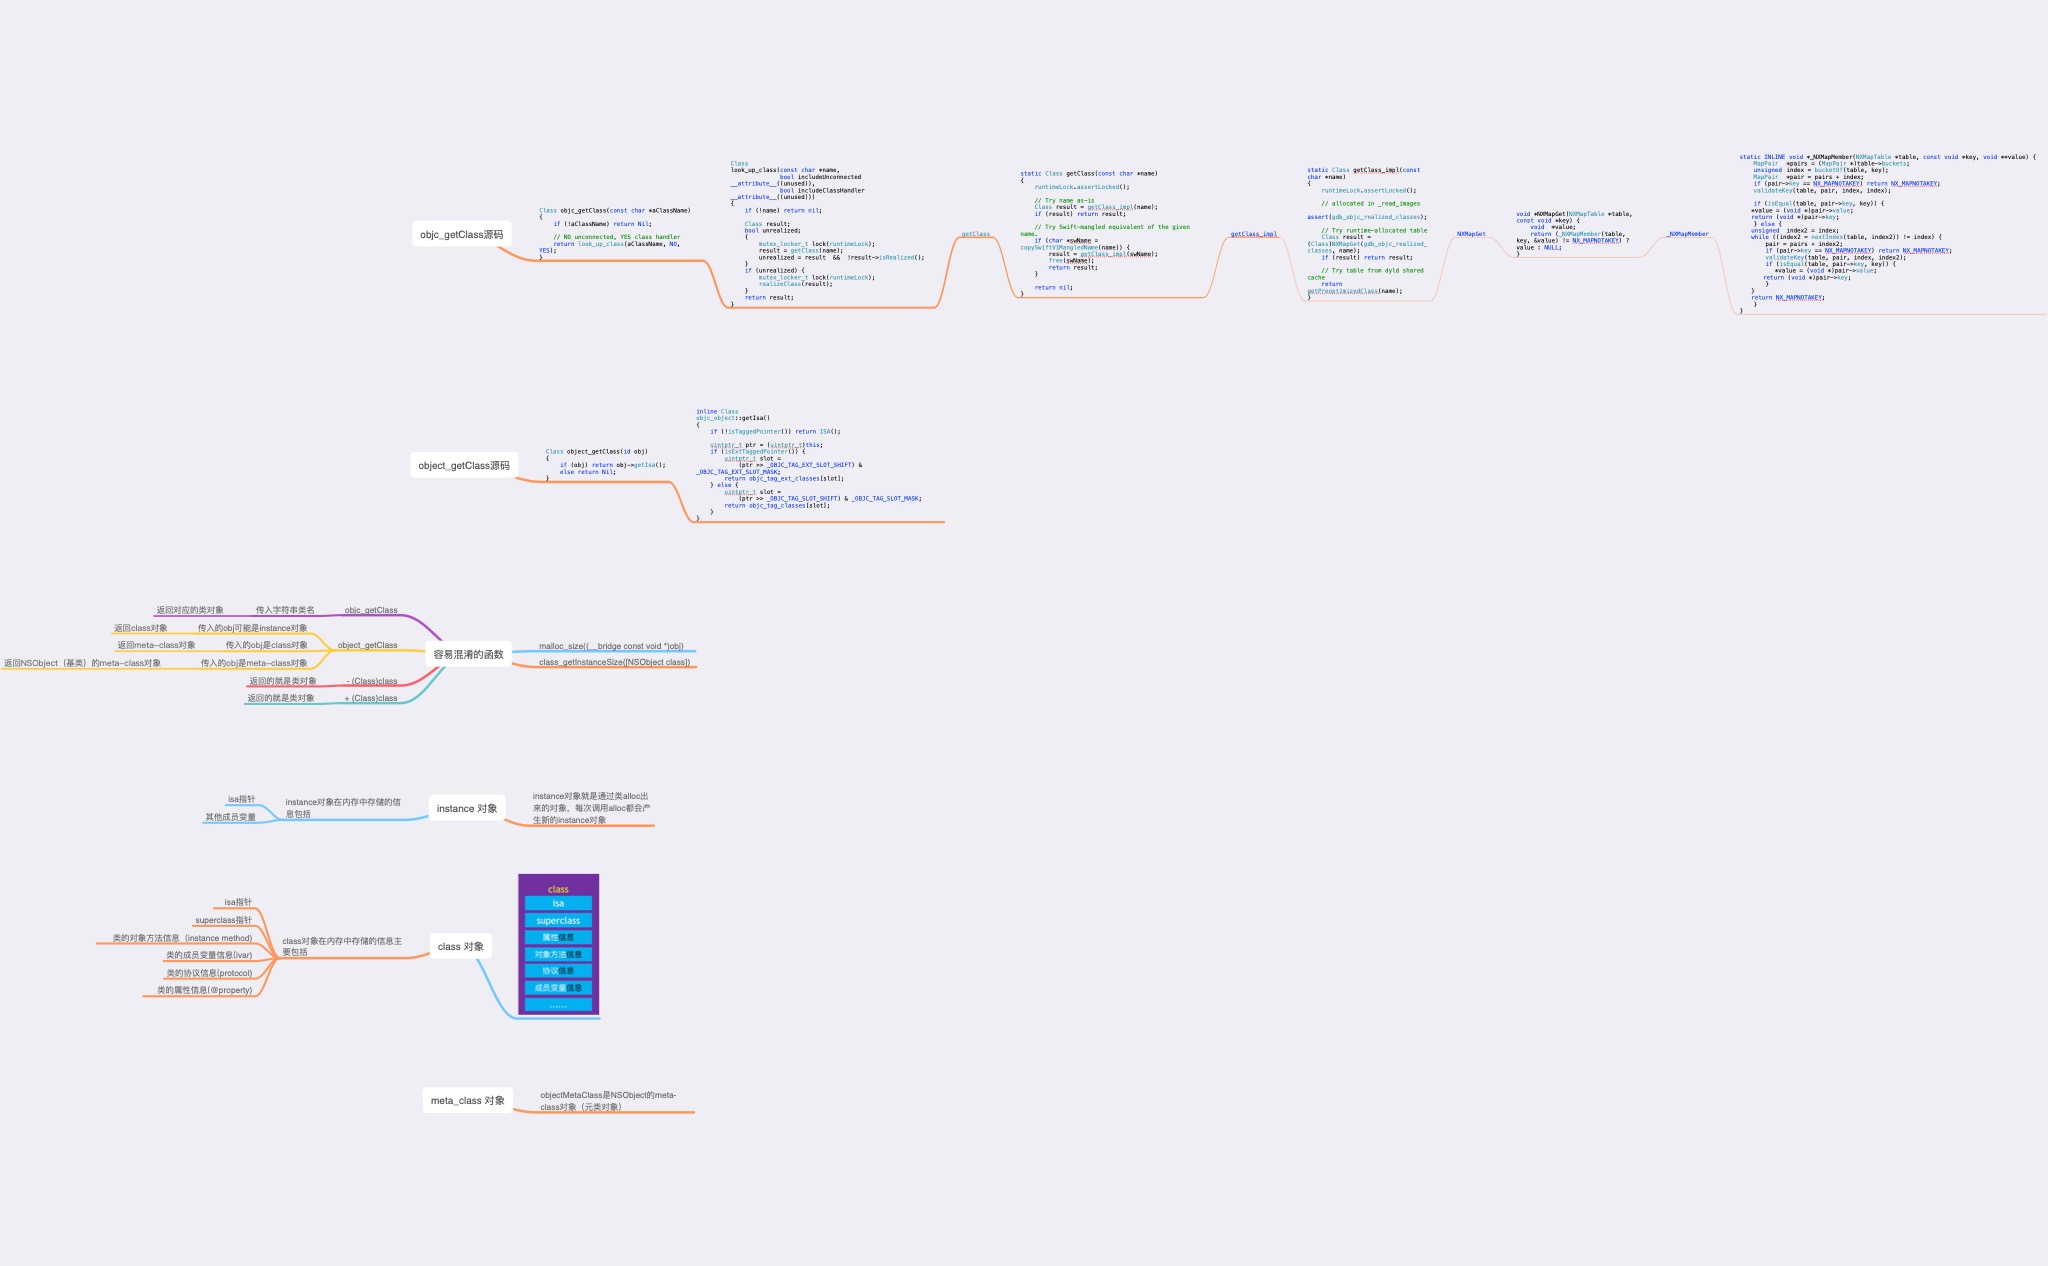 objc_getClass源码
Class objc_getClass(const char *aClassName)
{
if (!aClassName) return Nil;
// NO unconnected, YES class handler
return look_up_class(aClassName, NO,
YES);
}
Class
look_up_class(const char *name,
bool includeUnconnected
__attribute__((unused)),
bool includeClassHandler
__attribute__((unused)))
{
if (!name) return nil;
Class result;
bool unrealized;
{
mutex_locker_t lock(runtimeLock);
result = getClass(name);
unrealized = result  &&  !result->isRealized();
}
if (unrealized) {
mutex_locker_t lock(runtimeLock);
realizeClass(result);
}
return result;
}
getClass
static Class getClass(const char *name)
{
runtimeLock.assertLocked();
// Try name as-is
Class result = getClass_impl(name);
if (result) return result;
// Try Swift-mangled equivalent of the given
name.
if (char *swName =
copySwiftV1MangledName(name)) {
result = getClass_impl(swName);
free(swName);
return result;
}
return nil;
}
getClass_impl
static Class getClass_impl(const
char *name)
{
runtimeLock.assertLocked();
// allocated in _read_images
assert(gdb_objc_realized_classes);
// Try runtime-allocated table
Class result =
(Class)NXMapGet(gdb_objc_realized_
classes, name);
if (result) return result;
// Try table from dyld shared
cache
return
getPreoptimizedClass(name);
}
NXMapGet
void *NXMapGet(NXMapTable *table,
const void *key) {
void  *value;
return (_NXMapMember(table,
key, &value) != NX_MAPNOTAKEY) ?
value : NULL;
}
_NXMapMember
static INLINE void *_NXMapMember(NXMapTable *table, const void *key, void **value) {
MapPair  *pairs = (MapPair *)table->buckets;
unsigned  index = bucketOf(table, key);
MapPair  *pair = pairs + index;
if (pair->key == NX_MAPNOTAKEY) return NX_MAPNOTAKEY;
validateKey(table, pair, index, index);
if (isEqual(table, pair->key, key)) {
*value = (void *)pair->value;
return (void *)pair->key;
} else {
unsigned  index2 = index;
while ((index2 = nextIndex(table, index2)) != index) {
pair = pairs + index2;
if (pair->key == NX_MAPNOTAKEY) return NX_MAPNOTAKEY;
validateKey(table, pair, index, index2);
if (isEqual(table, pair->key, key)) {
*value = (void *)pair->value;
return (void *)pair->key;
}
}
return NX_MAPNOTAKEY;
}
}
object_getClass源码
Class object_getClass(id obj)
{
if (obj) return obj->getIsa();
else return Nil;
}
inline Class
objc_object::getIsa()
{
if (!isTaggedPointer()) return ISA();
uintptr_t ptr = (uintptr_t)this;
if (isExtTaggedPointer()) {
uintptr_t slot =
(ptr >> _OBJC_TAG_EXT_SLOT_SHIFT) &
_OBJC_TAG_EXT_SLOT_MASK;
return objc_tag_ext_classes[slot];
} else {
uintptr_t slot =
(ptr >> _OBJC_TAG_SLOT_SHIFT) & _OBJC_TAG_SLOT_MASK;
return objc_tag_classes[slot];
}
}
容易混淆的函数
objc_getClass
传入字符串类名
返回对应的类对象
object_getClass
传入的obj可能是instance对象
返回class对象
传入的obj是class对象
返回meta-class对象
传入的obj是meta-class对象
返回NSObject（基类）的meta-class对象
- (Class)class
返回的就是类对象
+ (Class)class
返回的就是类对象
malloc_size((__bridge const void *)obj)
class_getInstanceSize([NSObject class])
instance 对象
instance对象在内存中存储的信
息包括
isa指针
其他成员变量
instance对象就是通过类alloc出
来的对象，每次调用alloc都会产
生新的instance对象
class 对象
class对象在内存中存储的信息主
要包括
isa指针
superclass指针
类的对象方法信息（instance method)
类的成员变量信息(ivar)
类的协议信息(protocol)
类的属性信息(@property)
class
isa
superclass
属性信息
对象方法信息
协议信息
成员变量信息
……
meta_class 对象
objectMetaClass是NSObject的meta-
class对象（元类对象）